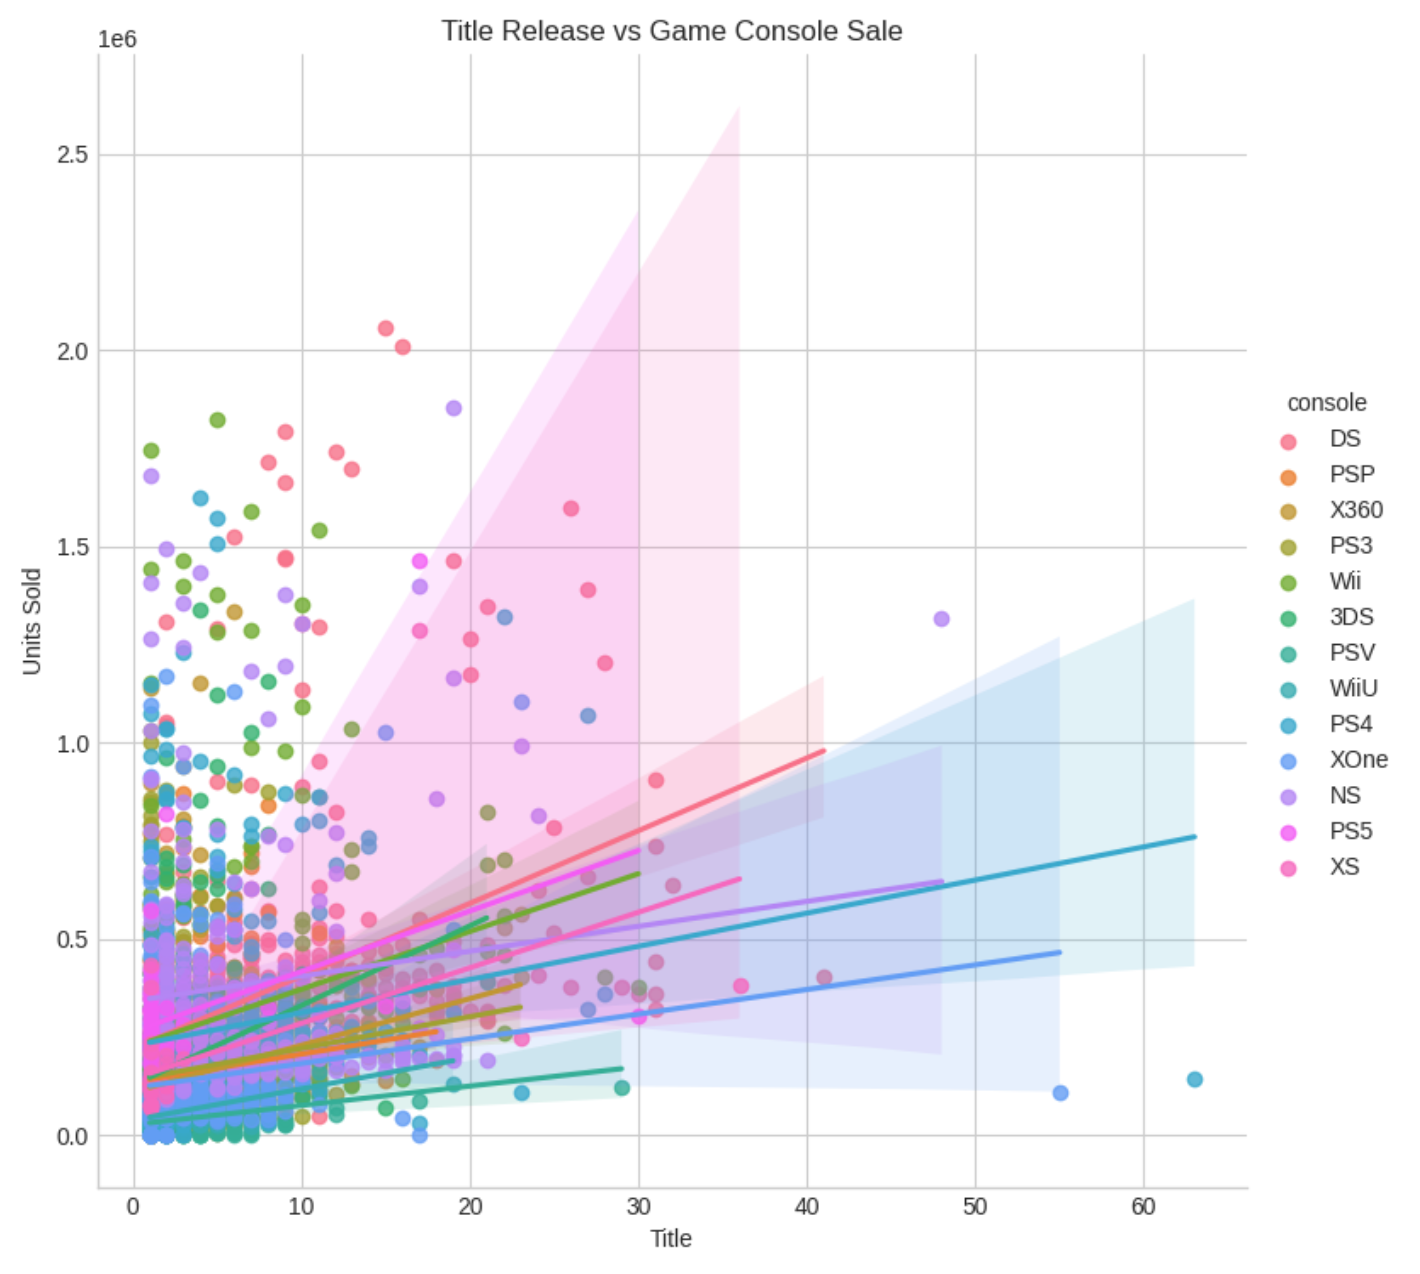 Title Release vs Game Console Sale
1e6
2.5
2.0
1.5
1.0
0.5
0.0
Units Sold
0 10 20 30 40 50 60
Title
console
DS
PSP
X360
PS3
Wii
3DS
PSV
WiiU
PS4
XOne
NS
PS5
XS